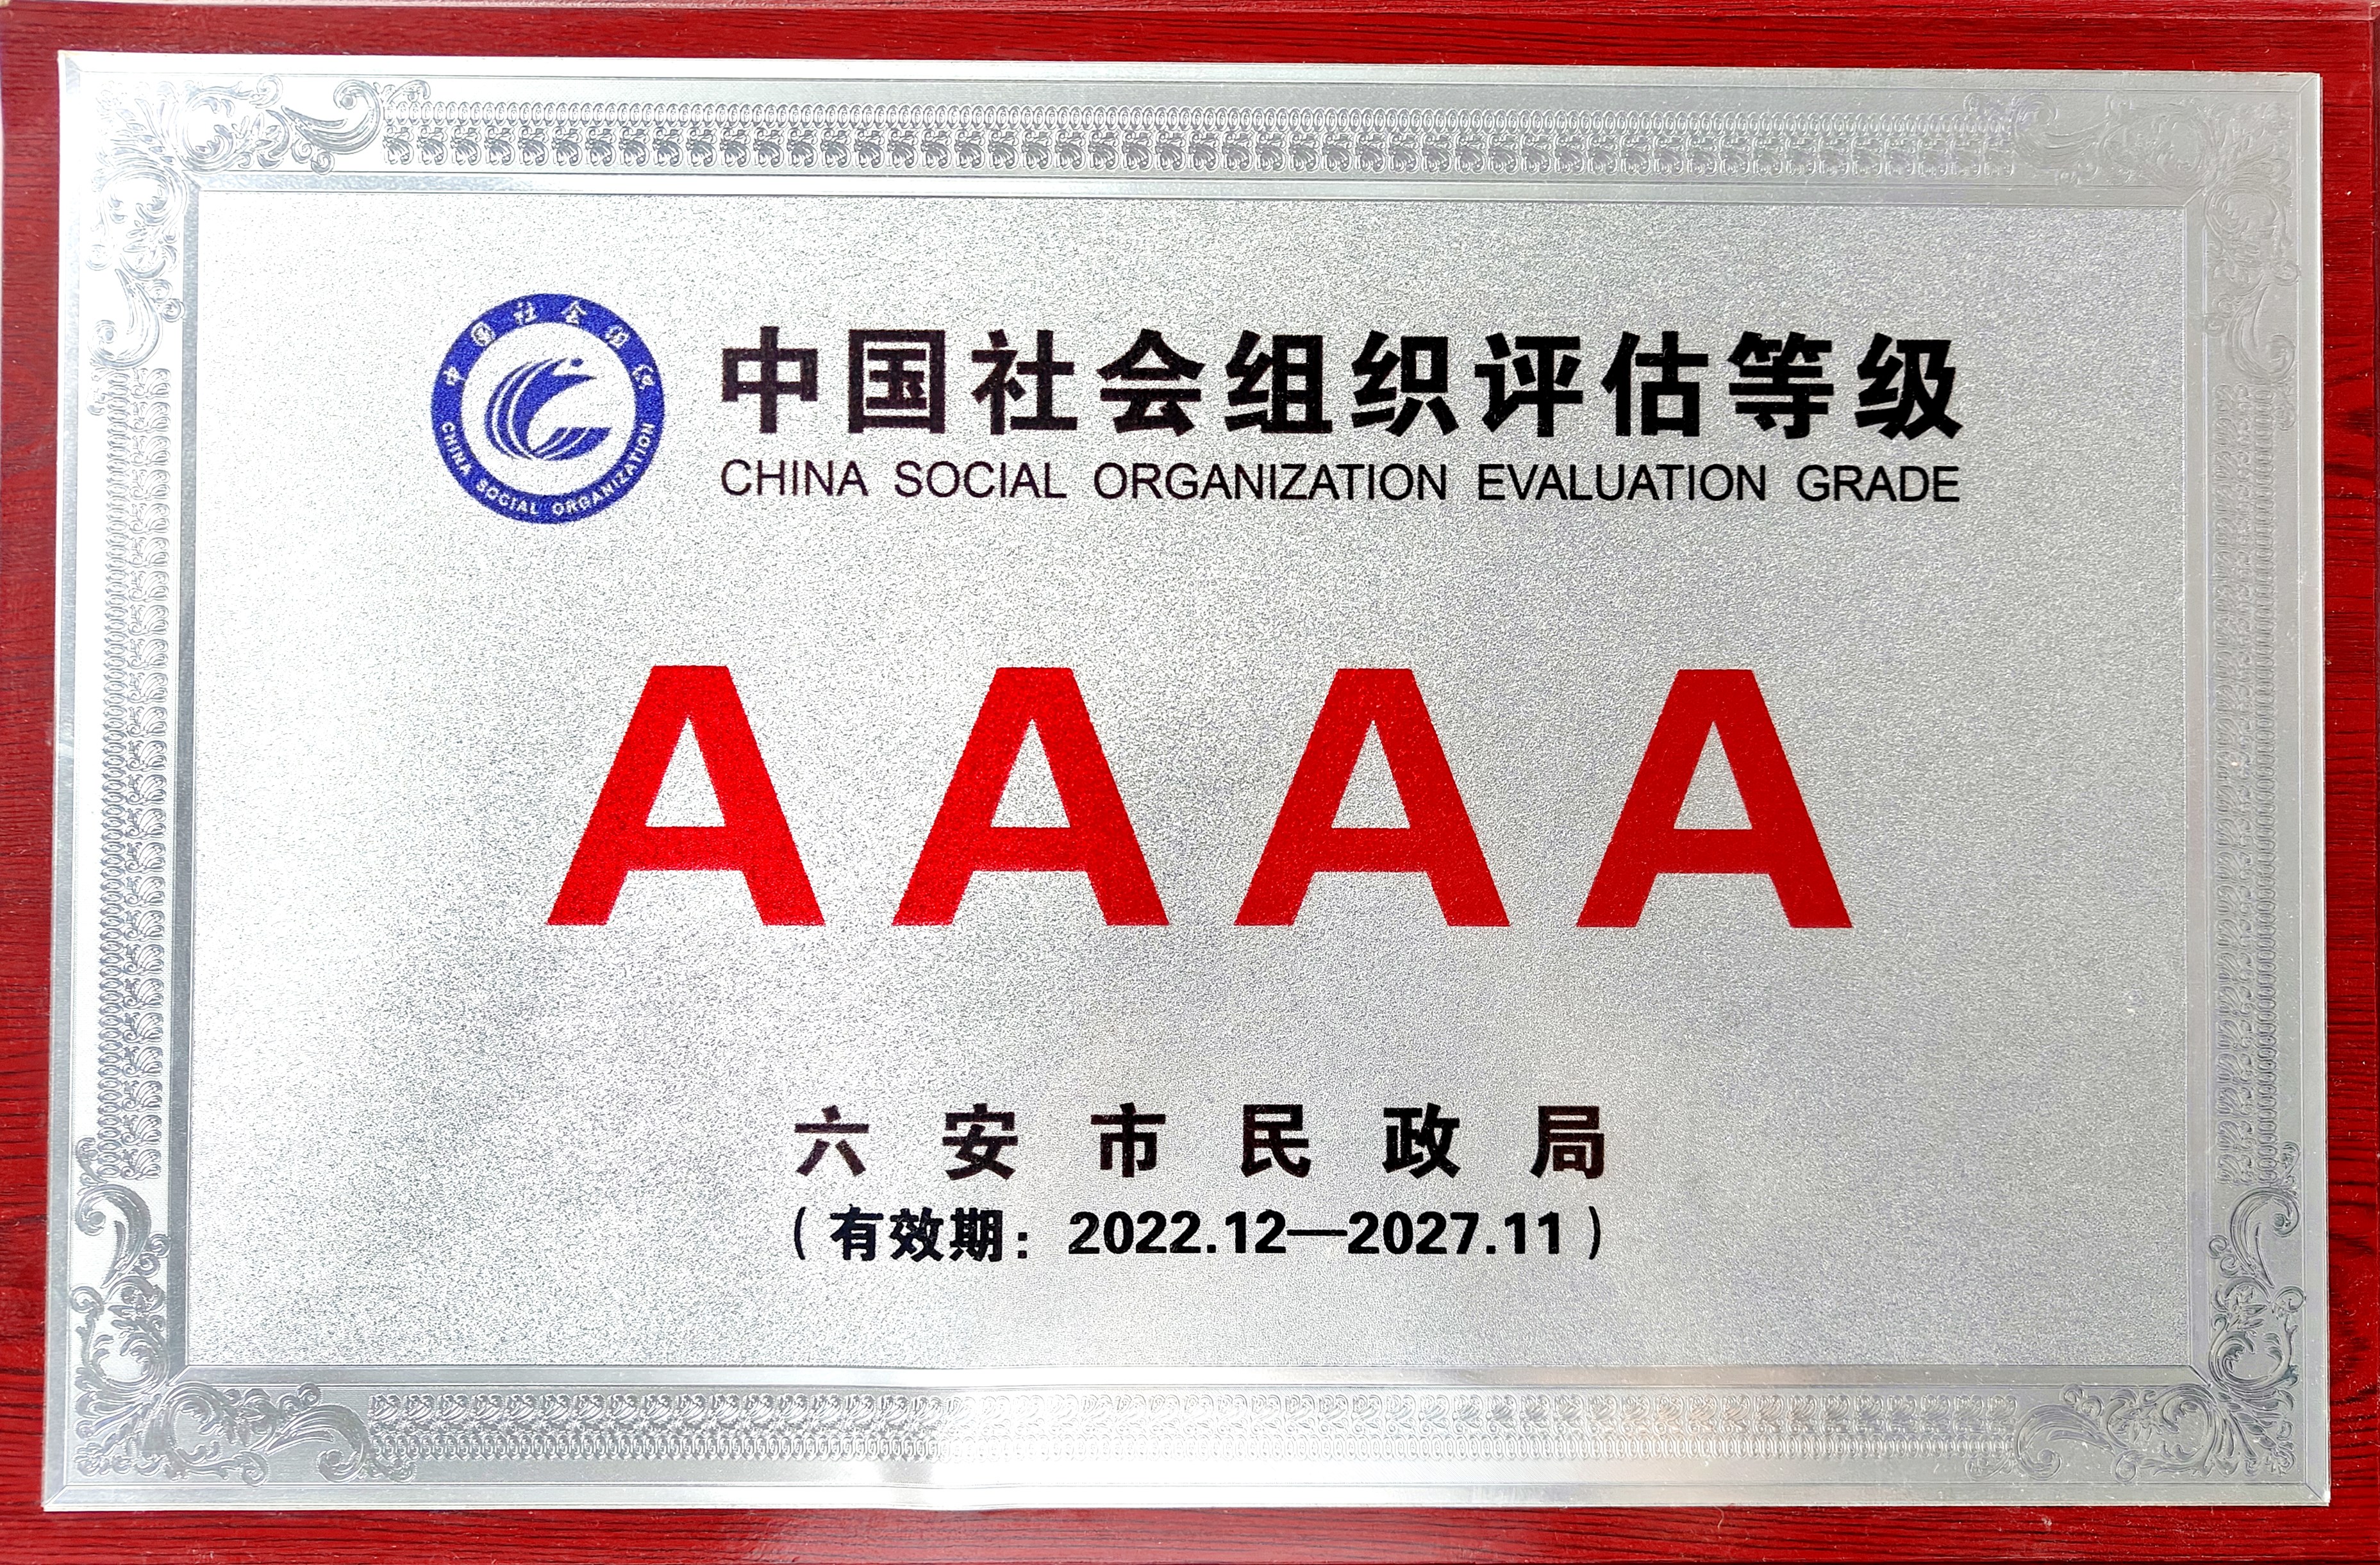 中国社会组织
CHINA SOCIAL ORGANIZATION
中国社会组织评估等级
CHINA SOCIAL ORGANIZATION EVALUATION GRADE
AAAA
六安市民政局
（有效期：2022.12—2027.11）